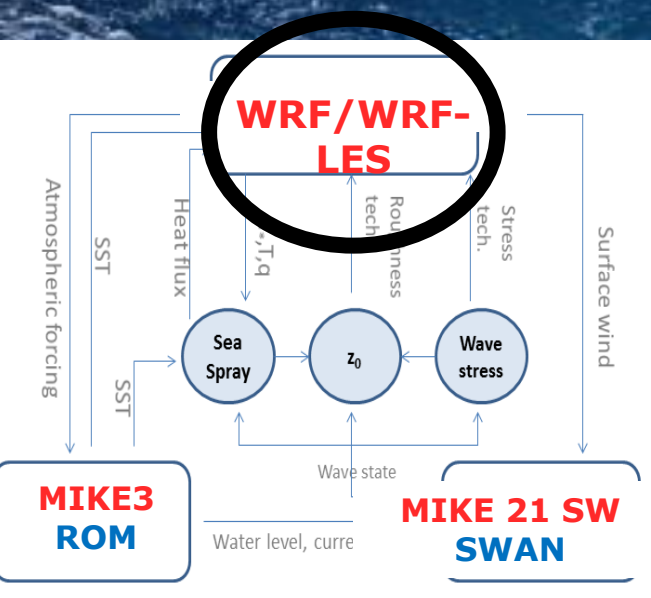 WRF/WRF-
LES
Atmospheric forcing
SST
Heat flux
*,T,q
tech.
Stress
tech.
Surface wind
Sea
Spray
z₀
Wave
stress
SST
Wave state
MIKE3
ROM
Water level, curre
MIKE 21 SW
SWAN